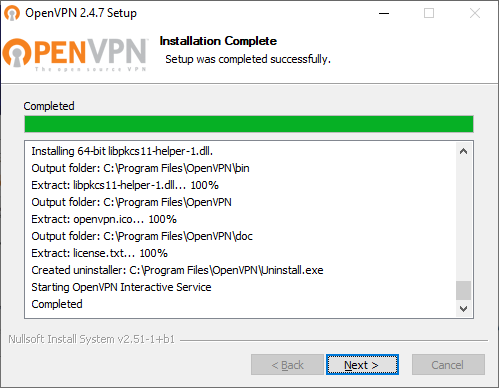 OpenVPN 2.4.7 Setup
OPENVPN
The open source VPN
Installation Complete
Setup was completed successfully.
Completed
Installing 64-bit libpkcs11-helper-1.dll.
Output folder: C:\Program Files\OpenVPN\bin
Extract: libpkcs11-helper-1.dll... 100%
Output folder: C:\Program Files\OpenVPN
Extract: openvpn.ico... 100%
Output folder: C:\Program Files\OpenVPN\doc
Extract: license.txt... 100%
Created uninstaller: C:\Program Files\OpenVPN\Uninstall.exe
Starting OpenVPN Interactive Service
Completed
Nullsoft Install System v2.51-1+b1
< Back
Next >
Cancel